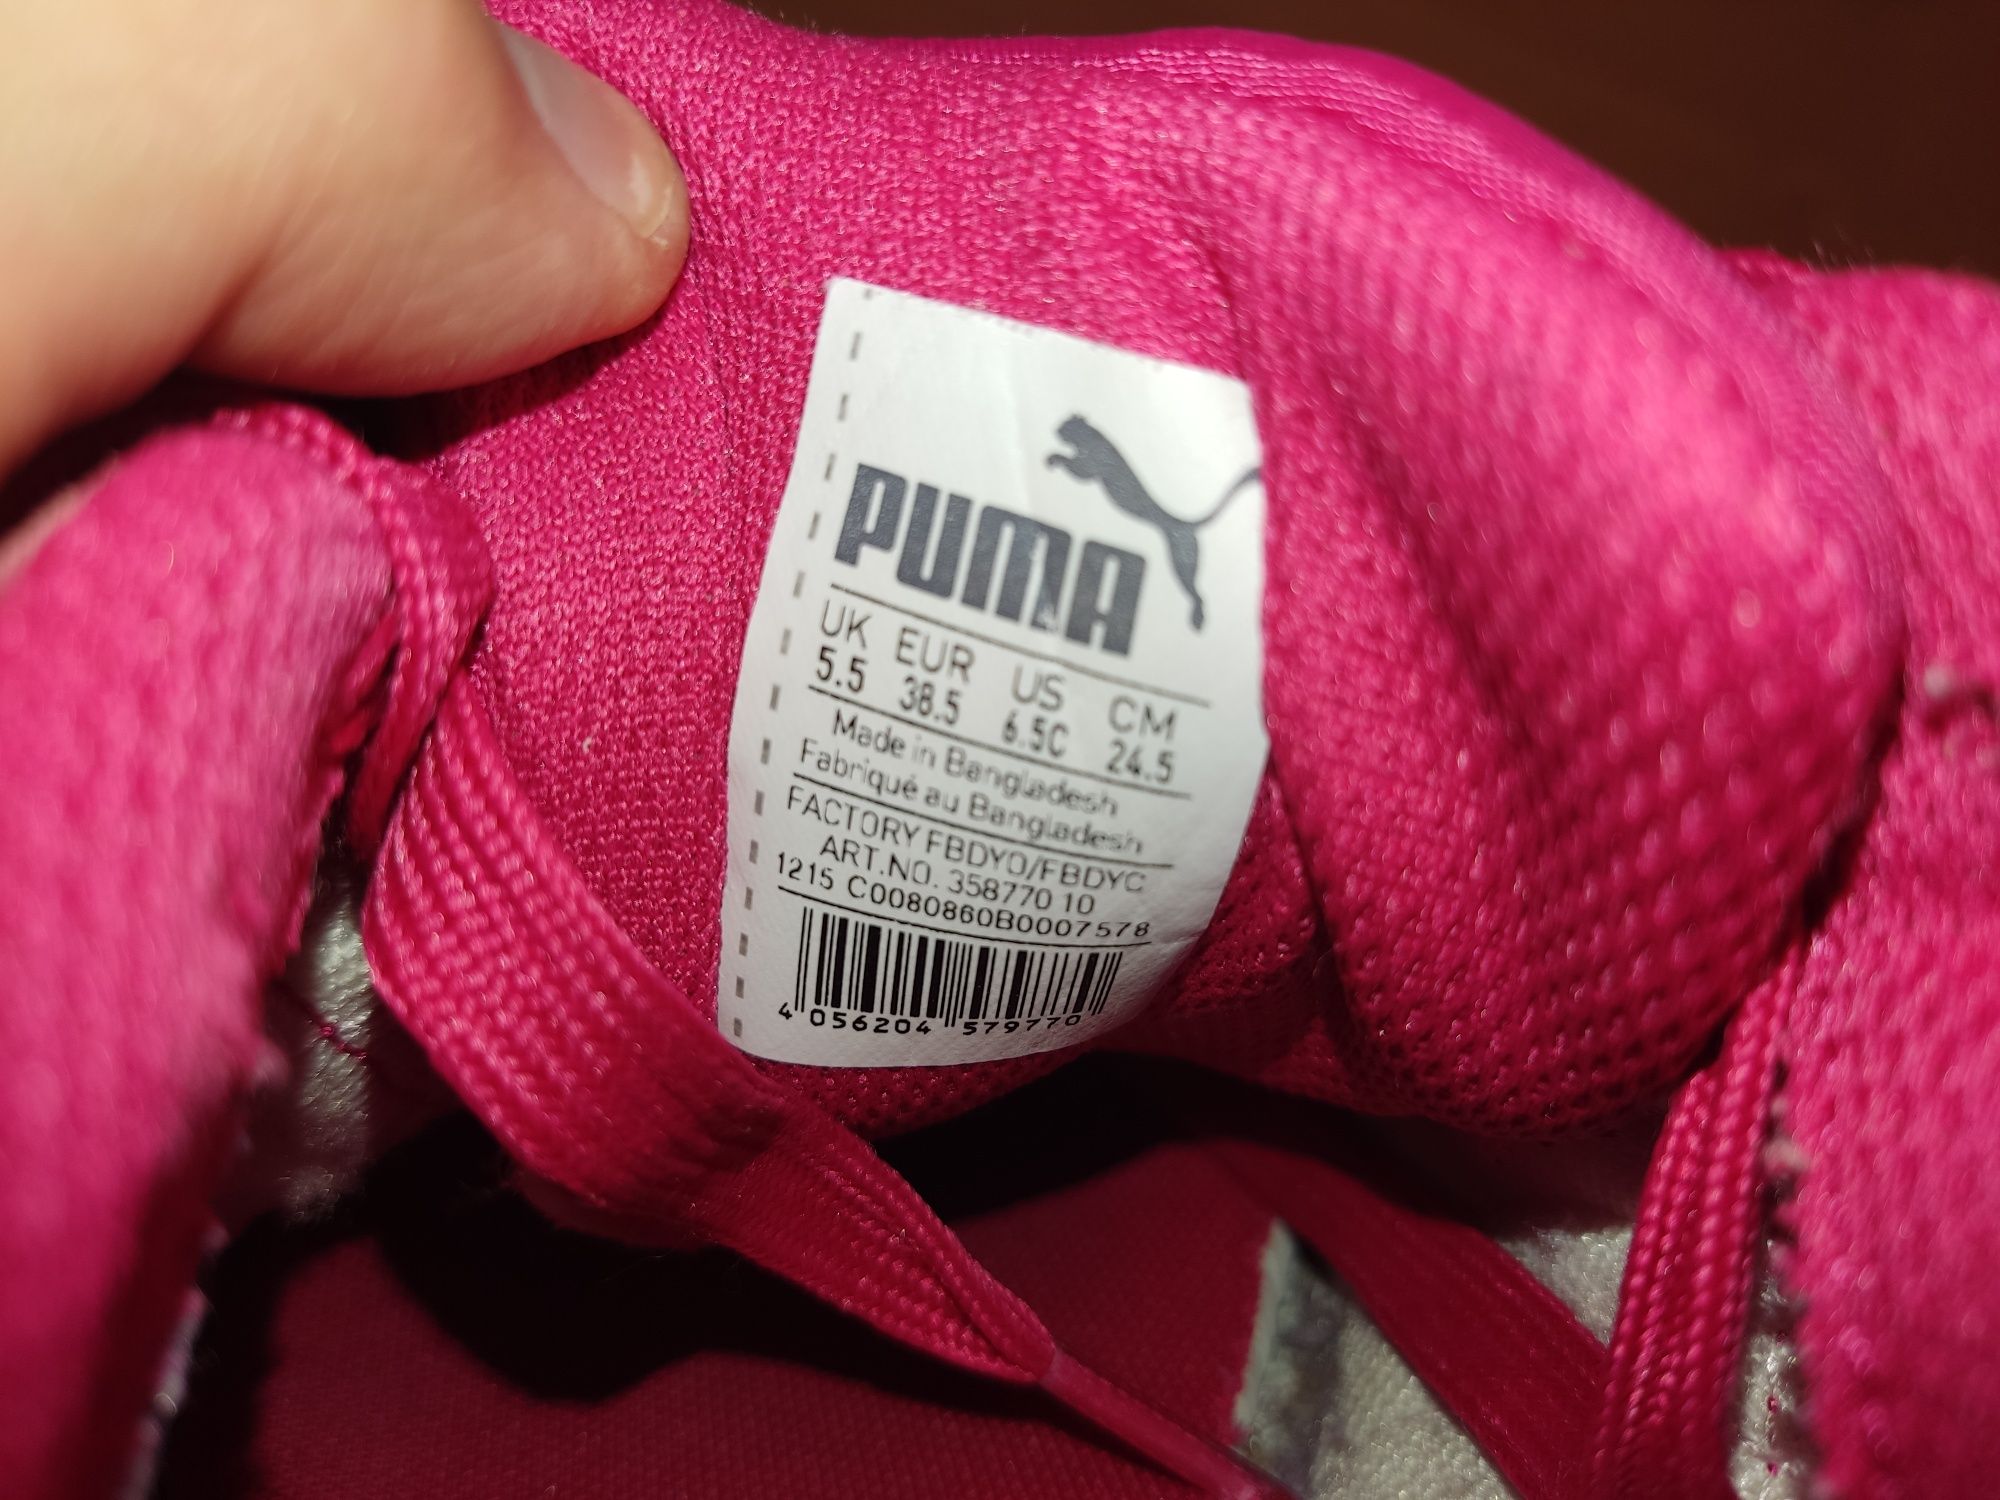 PUMA
UK EUR US CM
5.5 38.5 6.5C 24.5
Made in Bangladesh
Fabriqué au Bangladesh
FACTORY FBDYO/FBDYC
ART.NO. 358770 10
1215 C0080860B0007578
4 056204 579770